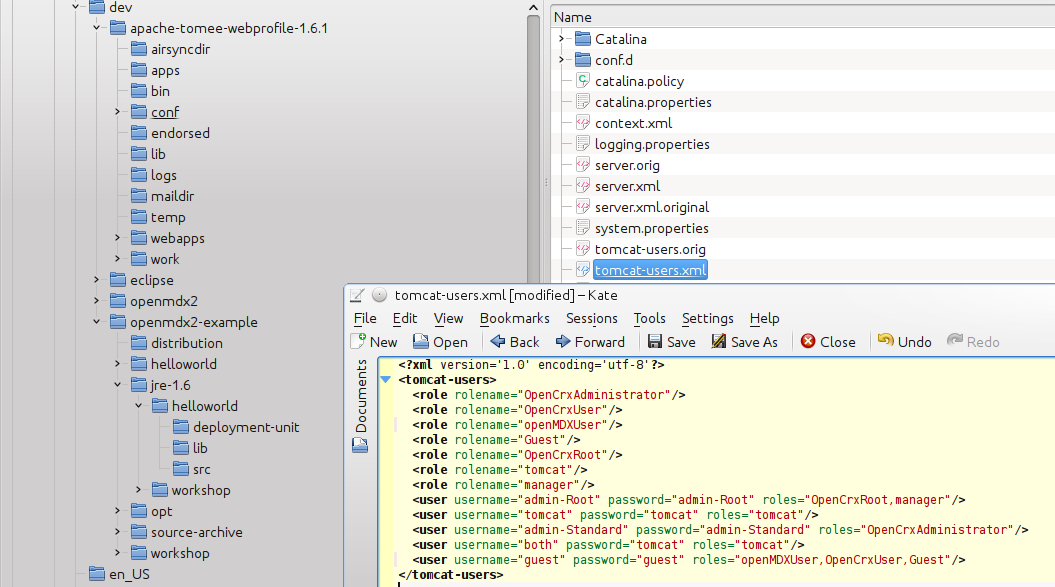 dev
apache-tomee-webprofile-1.6.1
airsyncdir
apps
bin
conf
endorsed
lib
logs
maildir
temp
webapps
work
eclipse
openmdx2
openmdx2-example
distribution
helloworld
jre-1.6
helloworld
deployment-unit
lib
src
workshop
opt
source-archive
workshop
en_US
Name
Catalina
conf.d
catalina.policy
catalina.properties
context.xml
logging.properties
server.orig
server.xml
server.xml.original
system.properties
tomcat-users.orig
tomcat-users.xml
tomcat-users.xml [modified] – Kate
File Edit View Bookmarks Sessions Tools Settings Help
New Open Back Forward Save Save As Close Undo Redo
Documents
<?xml version='1.0' encoding='utf-8'?>
<tomcat-users>
<role rolename="OpenCrxAdministrator"/>
<role rolename="OpenCrxUser"/>
<role rolename="openMDXUser"/>
<role rolename="Guest"/>
<role rolename="OpenCrxRoot"/>
<role rolename="tomcat"/>
<role rolename="manager"/>
<user username="admin-Root" password="admin-Root" roles="OpenCrxRoot,manager"/>
<user username="tomcat" password="tomcat" roles="tomcat"/>
<user username="admin-Standard" password="admin-Standard" roles="OpenCrxAdministrator"/>
<user username="both" password="tomcat" roles="tomcat"/>
<user username="guest" password="guest" roles="openMDXUser,OpenCrxUser,Guest"/>
</tomcat-users>